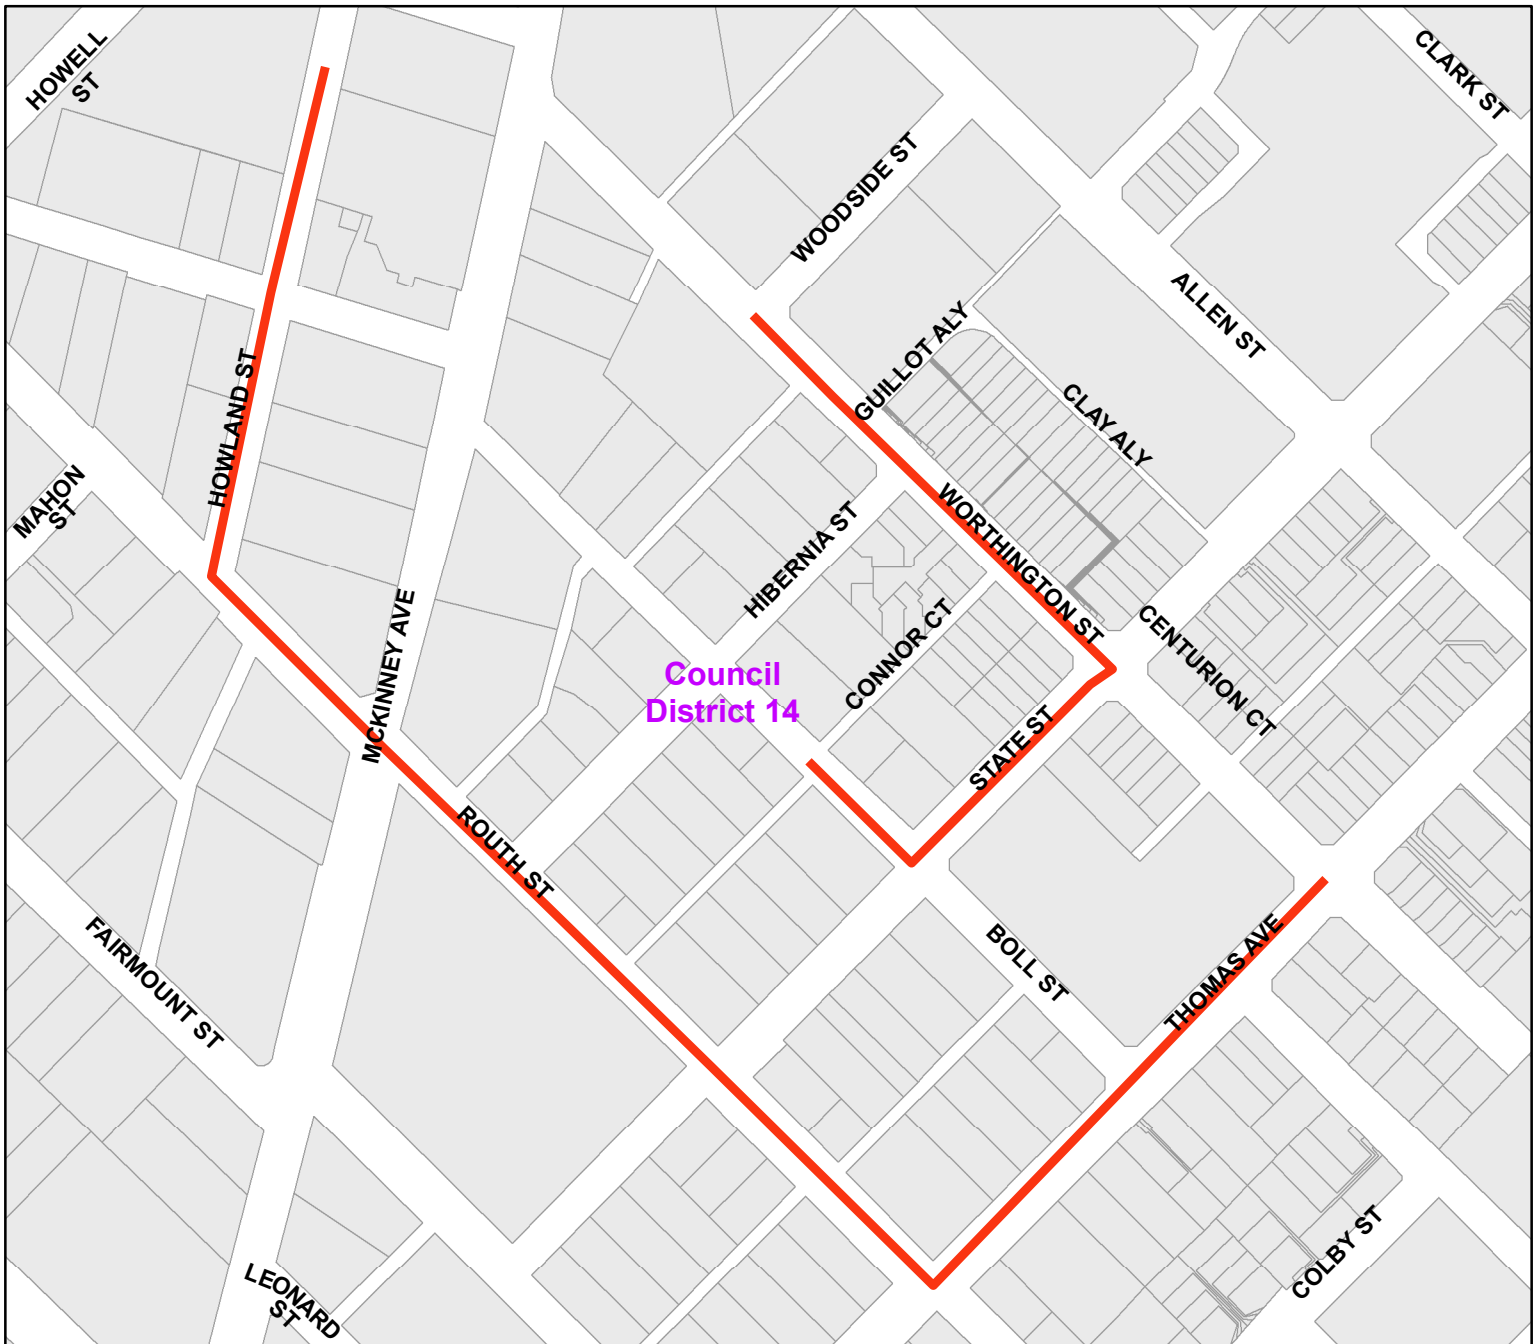 HOWELL
ST
CLARK ST
WOODSIDE ST
ALLEN ST
GUILLOT ALY
CLAY ALY
HOWLAND ST
MAHON
ST
HIBERNIA ST
WORTHINGTON ST
CONNOR CT
CENTURION CT
MCKINNEY AVE
Council
District 14
STATE ST
ROUTH ST
FAIRMOUNT ST
BOLL ST
THOMAS AVE
COLBY ST
LEONARD
ST